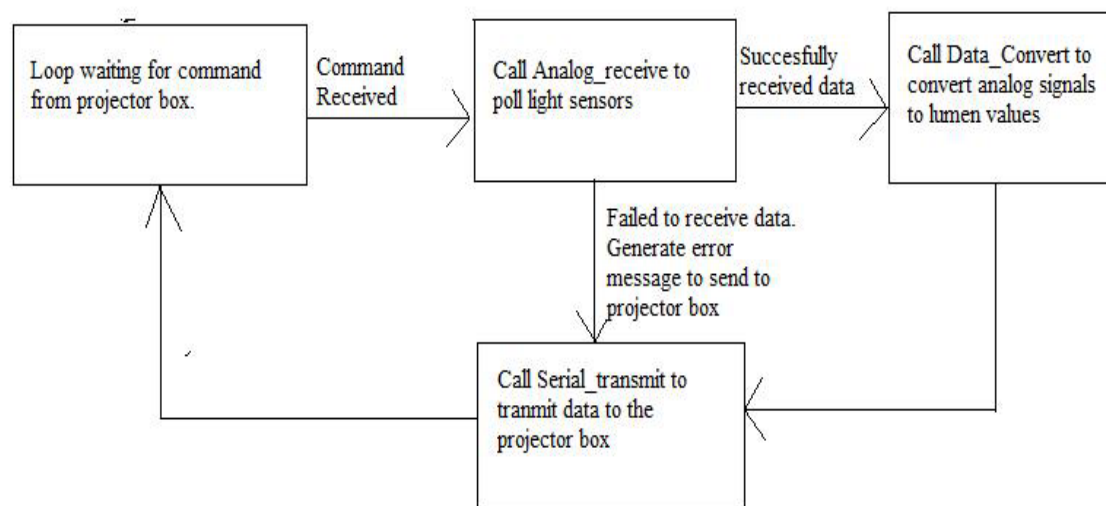 Loop waiting for command
from projector box.
Command
Received
Call Analog_receive to
poll light sensors
Succesfully
received data
Call Data_Convert to
convert analog signals
to lumen values
Failed to receive data.
Generate error
message to send to
projector box
Call Serial_transmit to
tranmit data to the
projector box